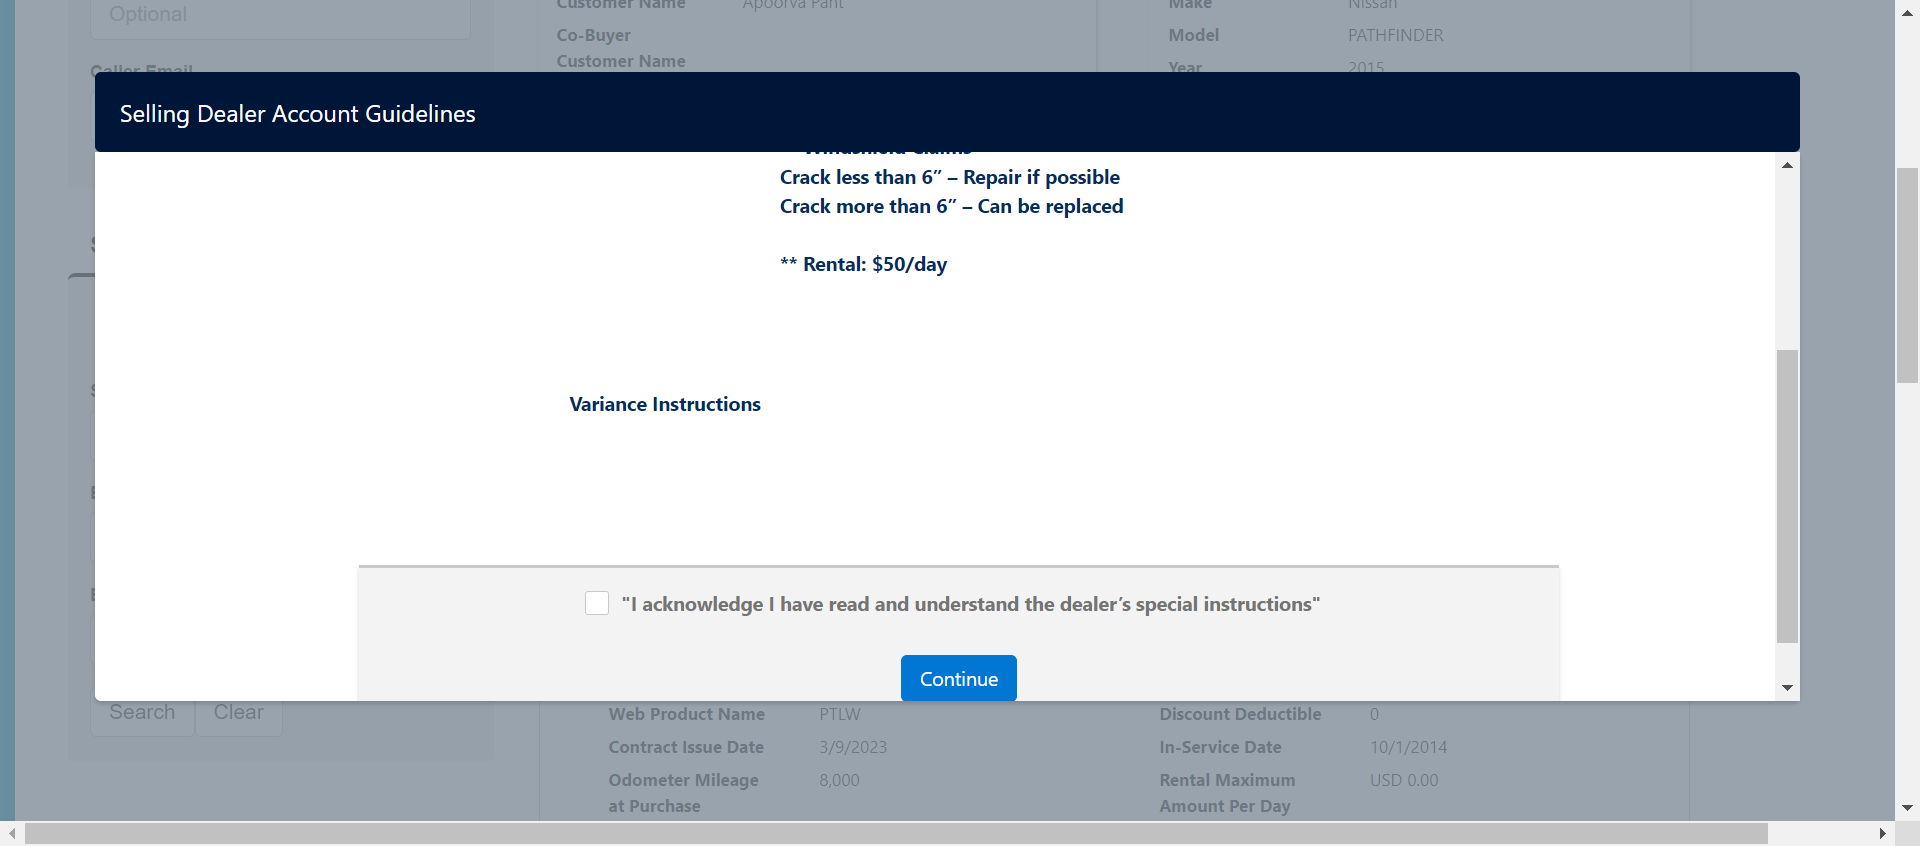 Optional
Customer Name Apoorva Pant
Make Nissan
Co-Buyer
Customer Name
Model PATHFINDER
Caller Email
Year 2015
Selling Dealer Account Guidelines
Windshield Claims
Crack less than 6” – Repair if possible
Crack more than 6” – Can be replaced
** Rental: $50/day
Variance Instructions
"I acknowledge I have read and understand the dealer’s special instructions"
Continue
Search Clear
Web Product Name PTLW
Discount Deductible 0
Contract Issue Date 3/9/2023
In-Service Date 10/1/2014
Odometer Mileage
at Purchase 8,000
Rental Maximum
Amount Per Day USD 0.00